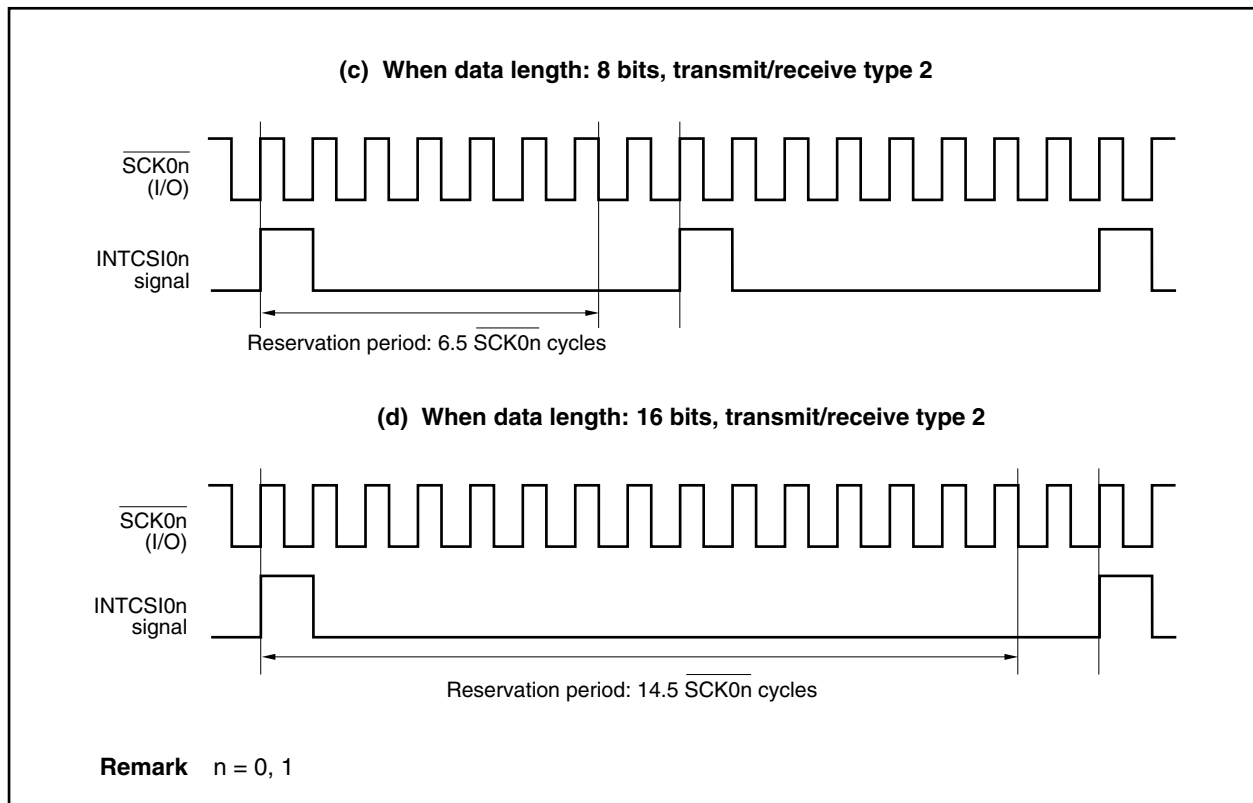 (c) When data length: 8 bits, transmit/receive type 2
SCK0n
(I/O)
INTCSI0n
signal
Reservation period: 6.5 SCK0n cycles
(d) When data length: 16 bits, transmit/receive type 2
SCK0n
(I/O)
INTCSI0n
signal
Reservation period: 14.5 SCK0n cycles
Remark n = 0, 1